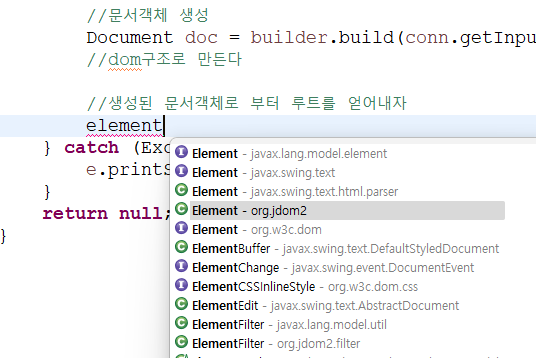 //문서객체 생성
Document doc = builder.build(conn.getInpu
//dom구조로 만든다
//생성된 문서객체로 부터 루트를 얻어내자
element
} catch (Exc
e.printS
}
return null;
}
Element - javax.lang.model.element
Element - javax.swing.text
Element - javax.swing.text.html.parser
Element - org.jdom2
Element - org.w3c.dom
ElementBuffer - javax.swing.text.DefaultStyledDocument
ElementChange - javax.swing.event.DocumentEvent
ElementCSSInlineStyle - org.w3c.dom.css
ElementEdit - javax.swing.text.AbstractDocument
ElementFilter - javax.lang.model.util
ElementFilter - org.jdom2.filter